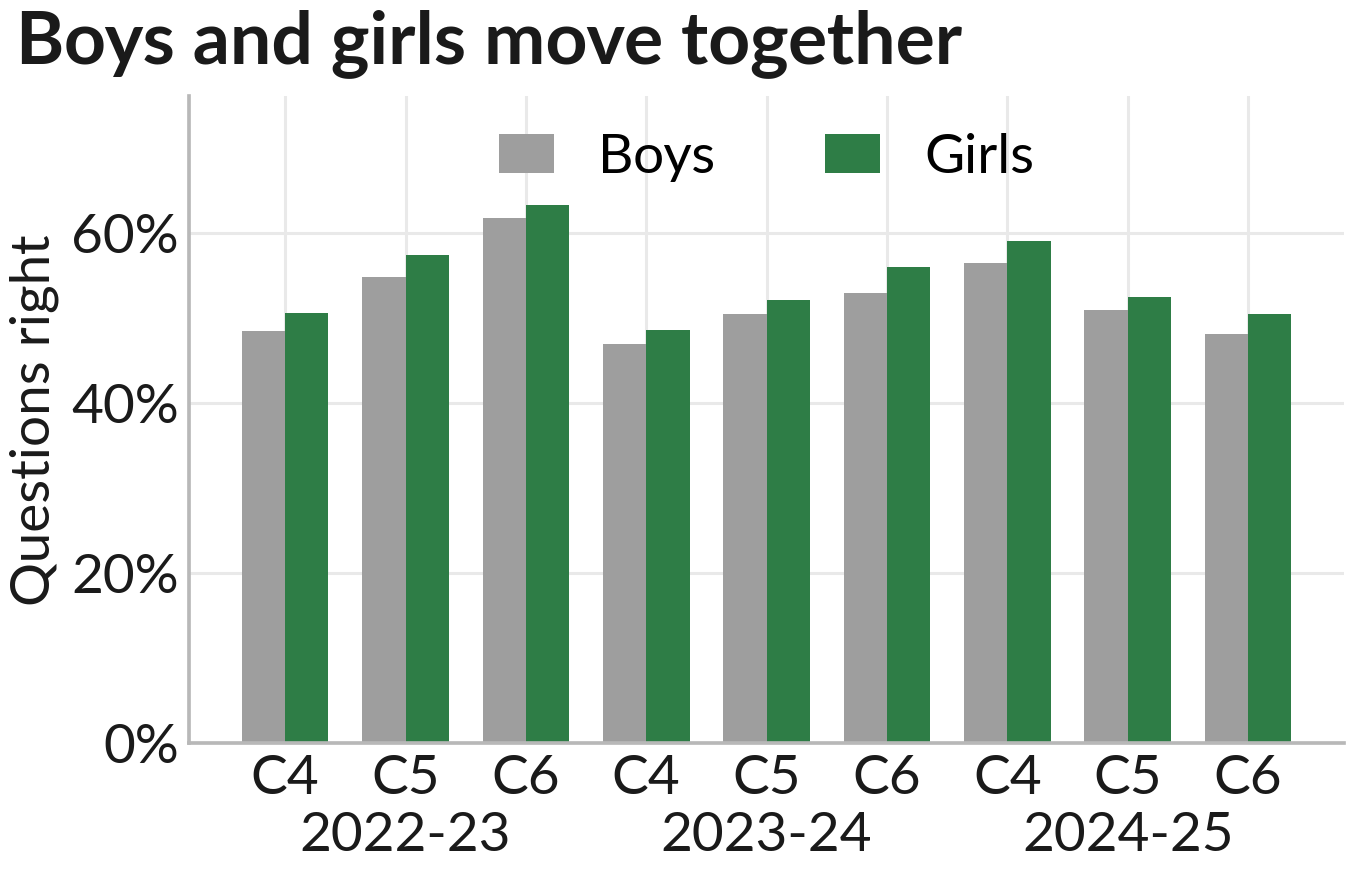 Boys and girls move together
Boys Girls
Questions right
60%
40%
20%
0%
C4 C5 C6 C4 C5 C6 C4 C5 C6
2022-23 2023-24 2024-25